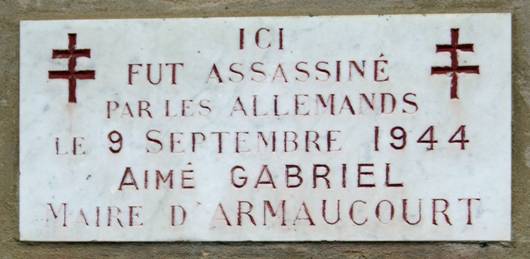 ICI
FUT ASSASSINÉ
PAR LES ALLEMANDS
LE 9 SEPTEMBRE 1944
AIMÉ GABRIEL
MAIRE D'ARMAUCOURT